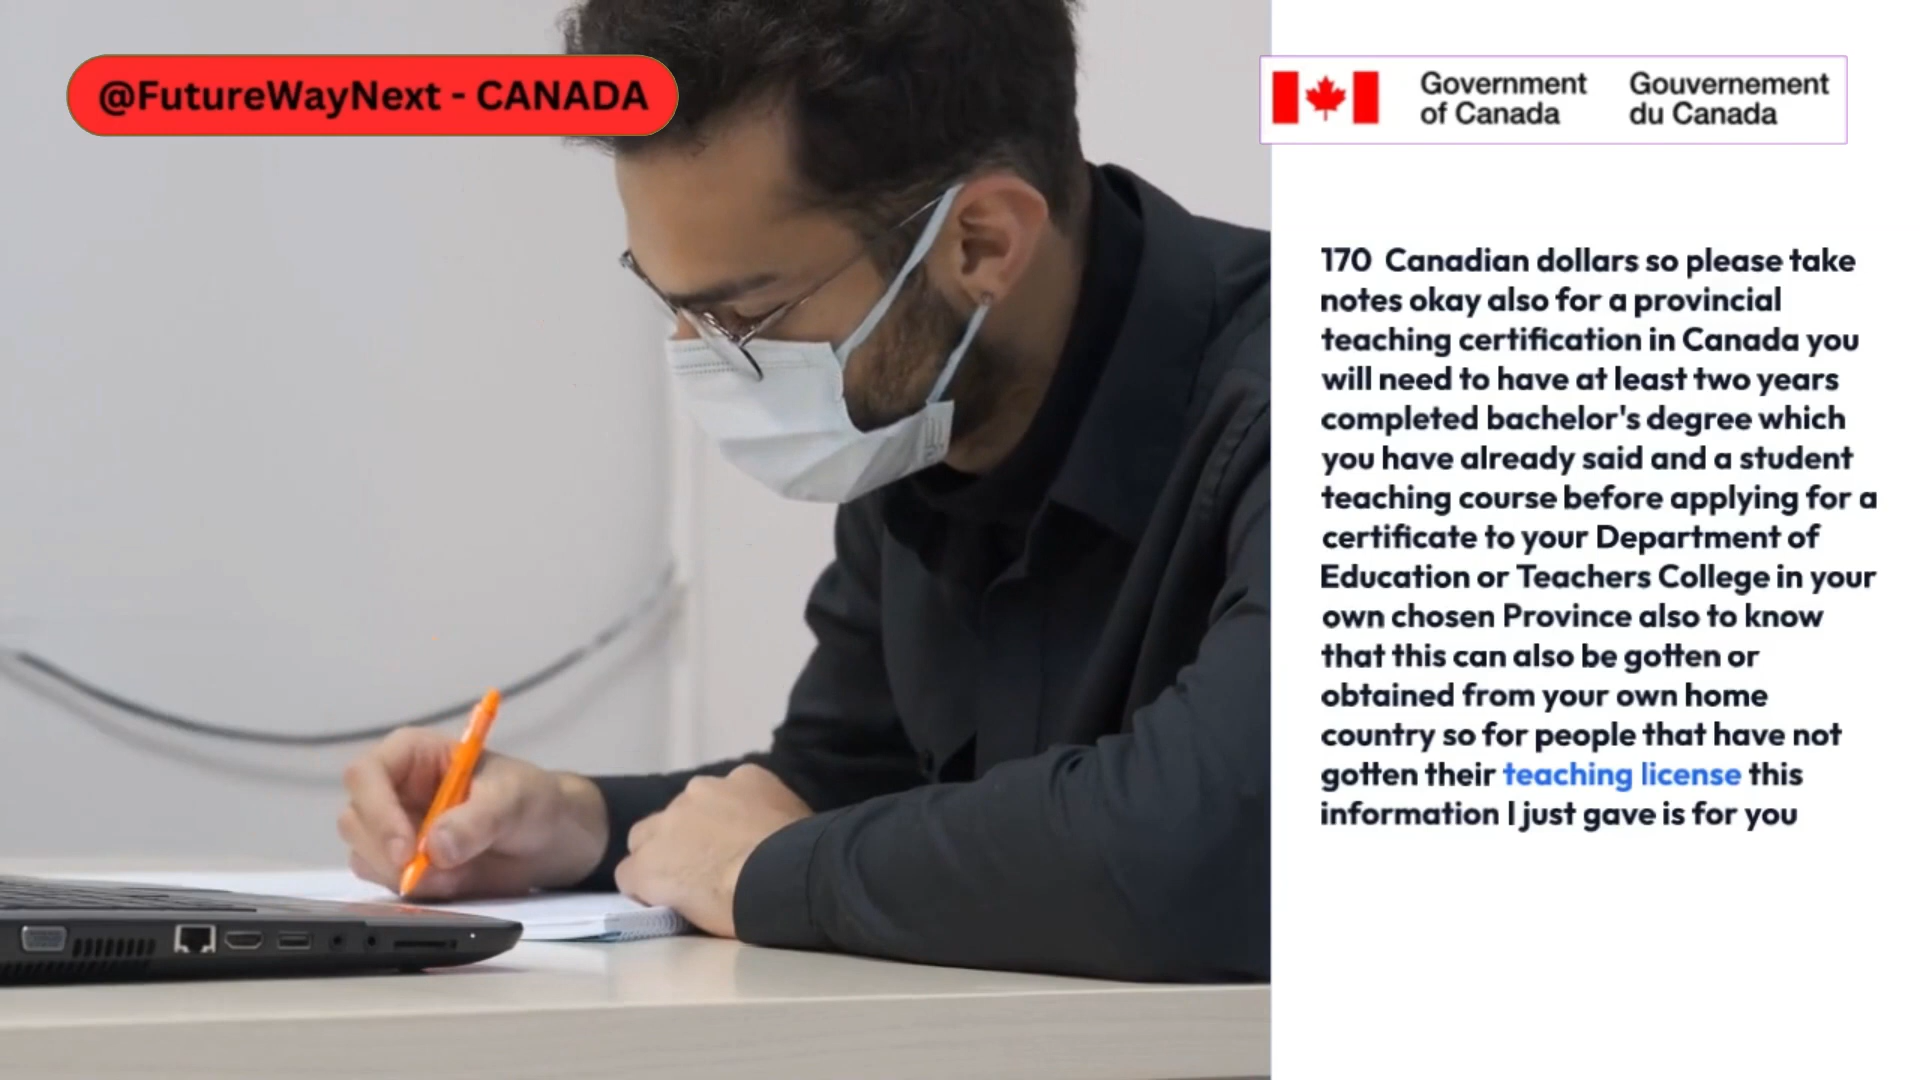 @FutureWayNext - CANADA
Government of Canada
Gouvernement du Canada
170 Canadian dollars so please take
notes okay also for a provincial
teaching certification in Canada you
will need to have at least two years
completed bachelor's degree which
you have already said and a student
teaching course before applying for a
certificate to your Department of
Education or Teachers College in your
own chosen Province also to know
that this can also be gotten or
obtained from your own home
country so for people that have not
gotten their teaching license this
information I just gave is for you